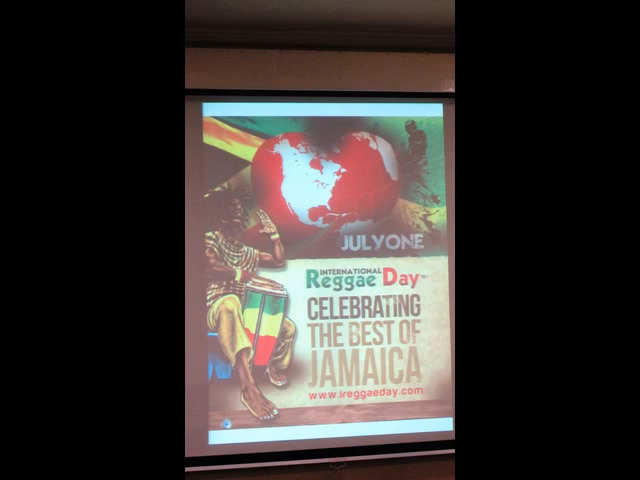 JULYONE
INTERNATIONAL
Reggae Day
CELEBRATING
THE BEST OF
JAMAICA
www.ireggaeday.com